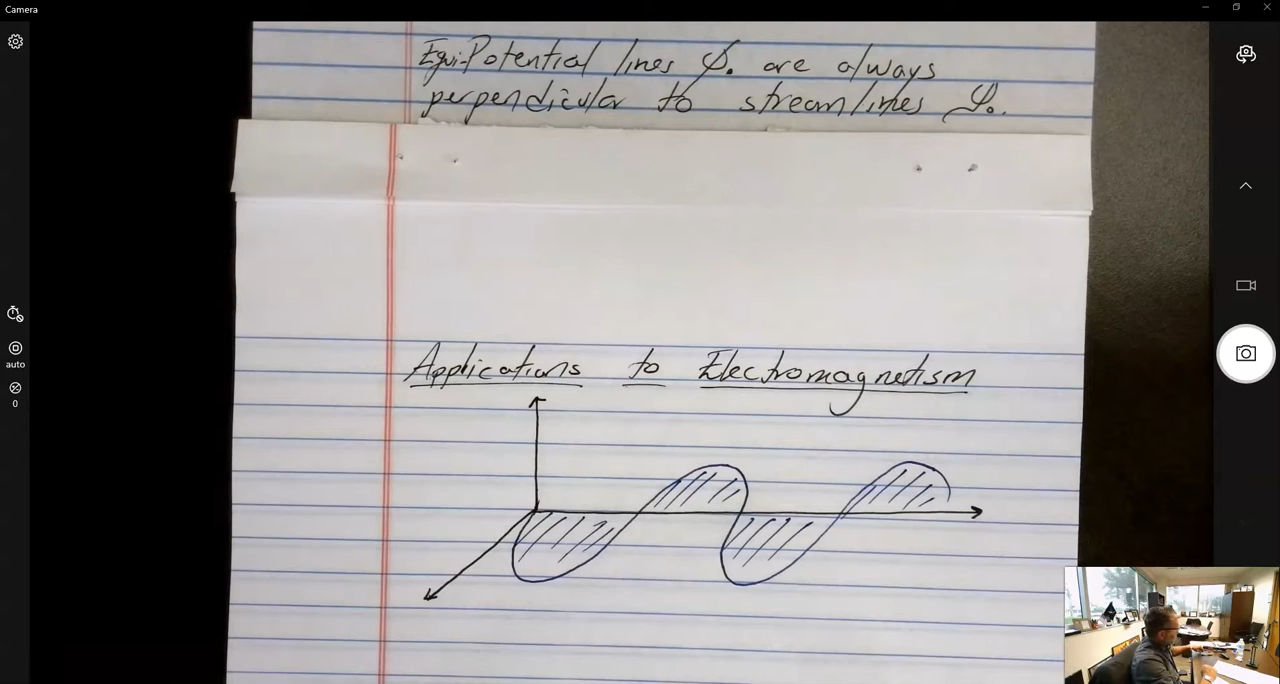 Camera
Equi-Potential lines φ. are always
perpendicular to streamlines ψ.
Applications to Electromagnetism
auto
0